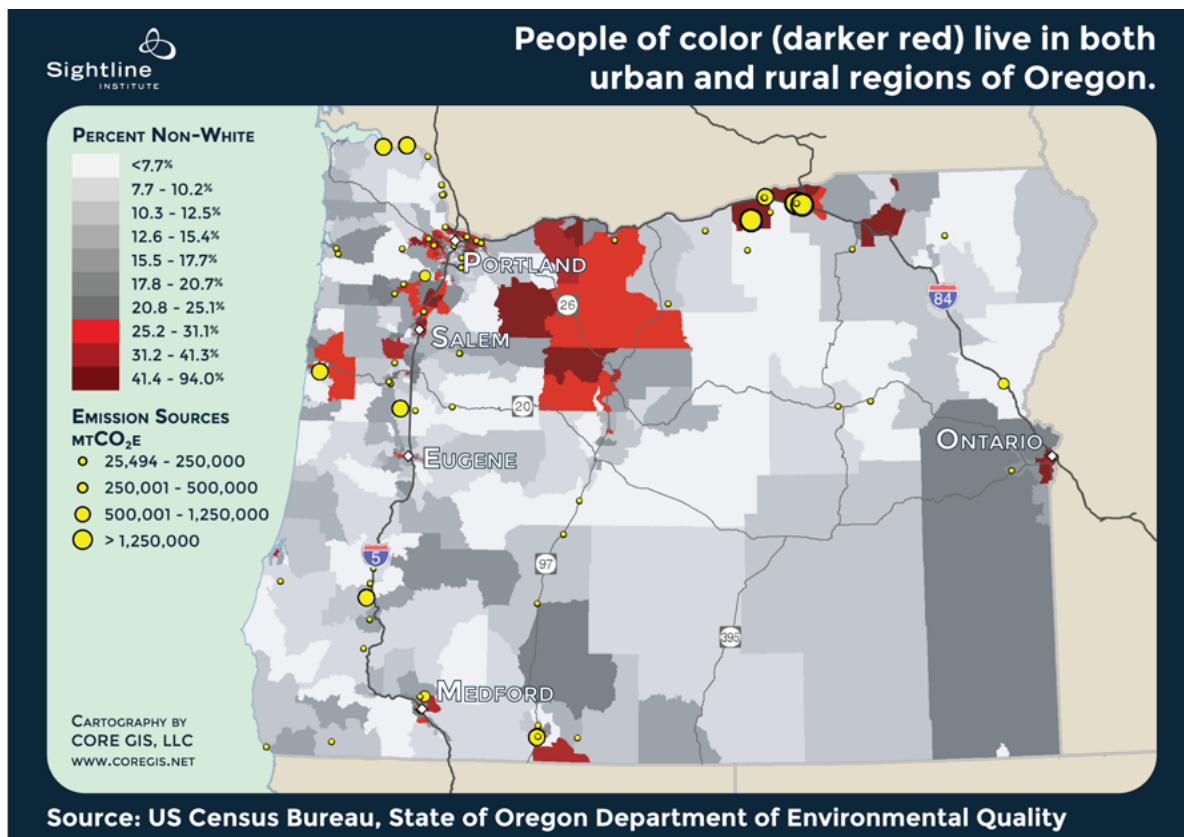 Sightline
INSTITUTE
People of color (darker red) live in both
urban and rural regions of Oregon.
PERCENT NON-WHITE
<7.7%
7.7 - 10.2%
10.3 - 12.5%
12.6 - 15.4%
15.5 - 17.7%
17.8 - 20.7%
20.8 - 25.1%
25.2 - 31.1%
31.2 - 41.3%
41.4 - 94.0%
EMISSION SOURCES
MTCO₂E
25,494 - 250,000
250,001 - 500,000
500,001 - 1,250,000
> 1,250,000
PORTLAND
26
84
SALEM
20
ONTARIO
EUGENE
5
97
395
MEDFORD
CARTOGRAPHY BY
CORE GIS, LLC
WWW.COREGIS.NET
Source: US Census Bureau, State of Oregon Department of Environmental Quality